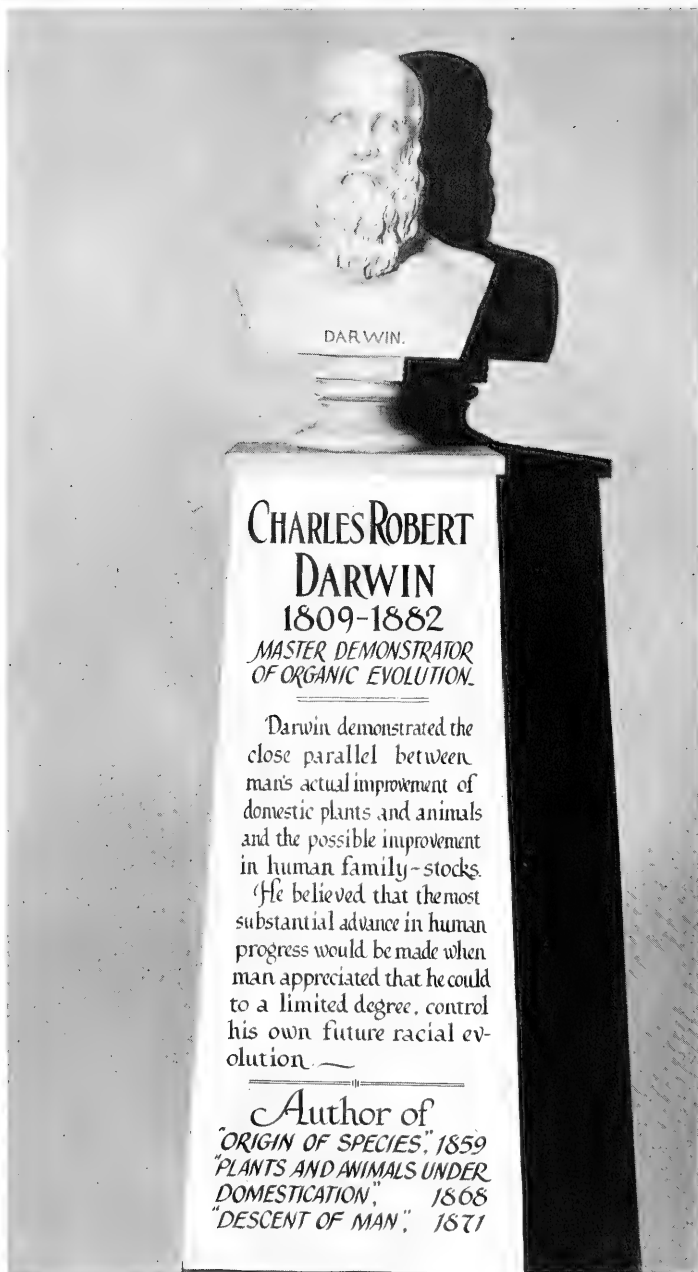 DARWIN.
CHARLES ROBERT
DARWIN
1809-1882
MASTER DEMONSTRATOR
OF ORGANIC EVOLUTION_
Darwin demonstrated the
close parallel between
man's actual improvement of
domestic plants and animals
and the possible improvement
in human family-stocks.
He believed that the most
substantial advance in human
progress would be made when
man appreciated that he could
to a limited degree, control
his own future racial ev-
olution. —
Author of
"ORIGIN OF SPECIES," 1859
"PLANTS AND ANIMALS UNDER
DOMESTICATION," 1868
"DESCENT OF MAN," 1871